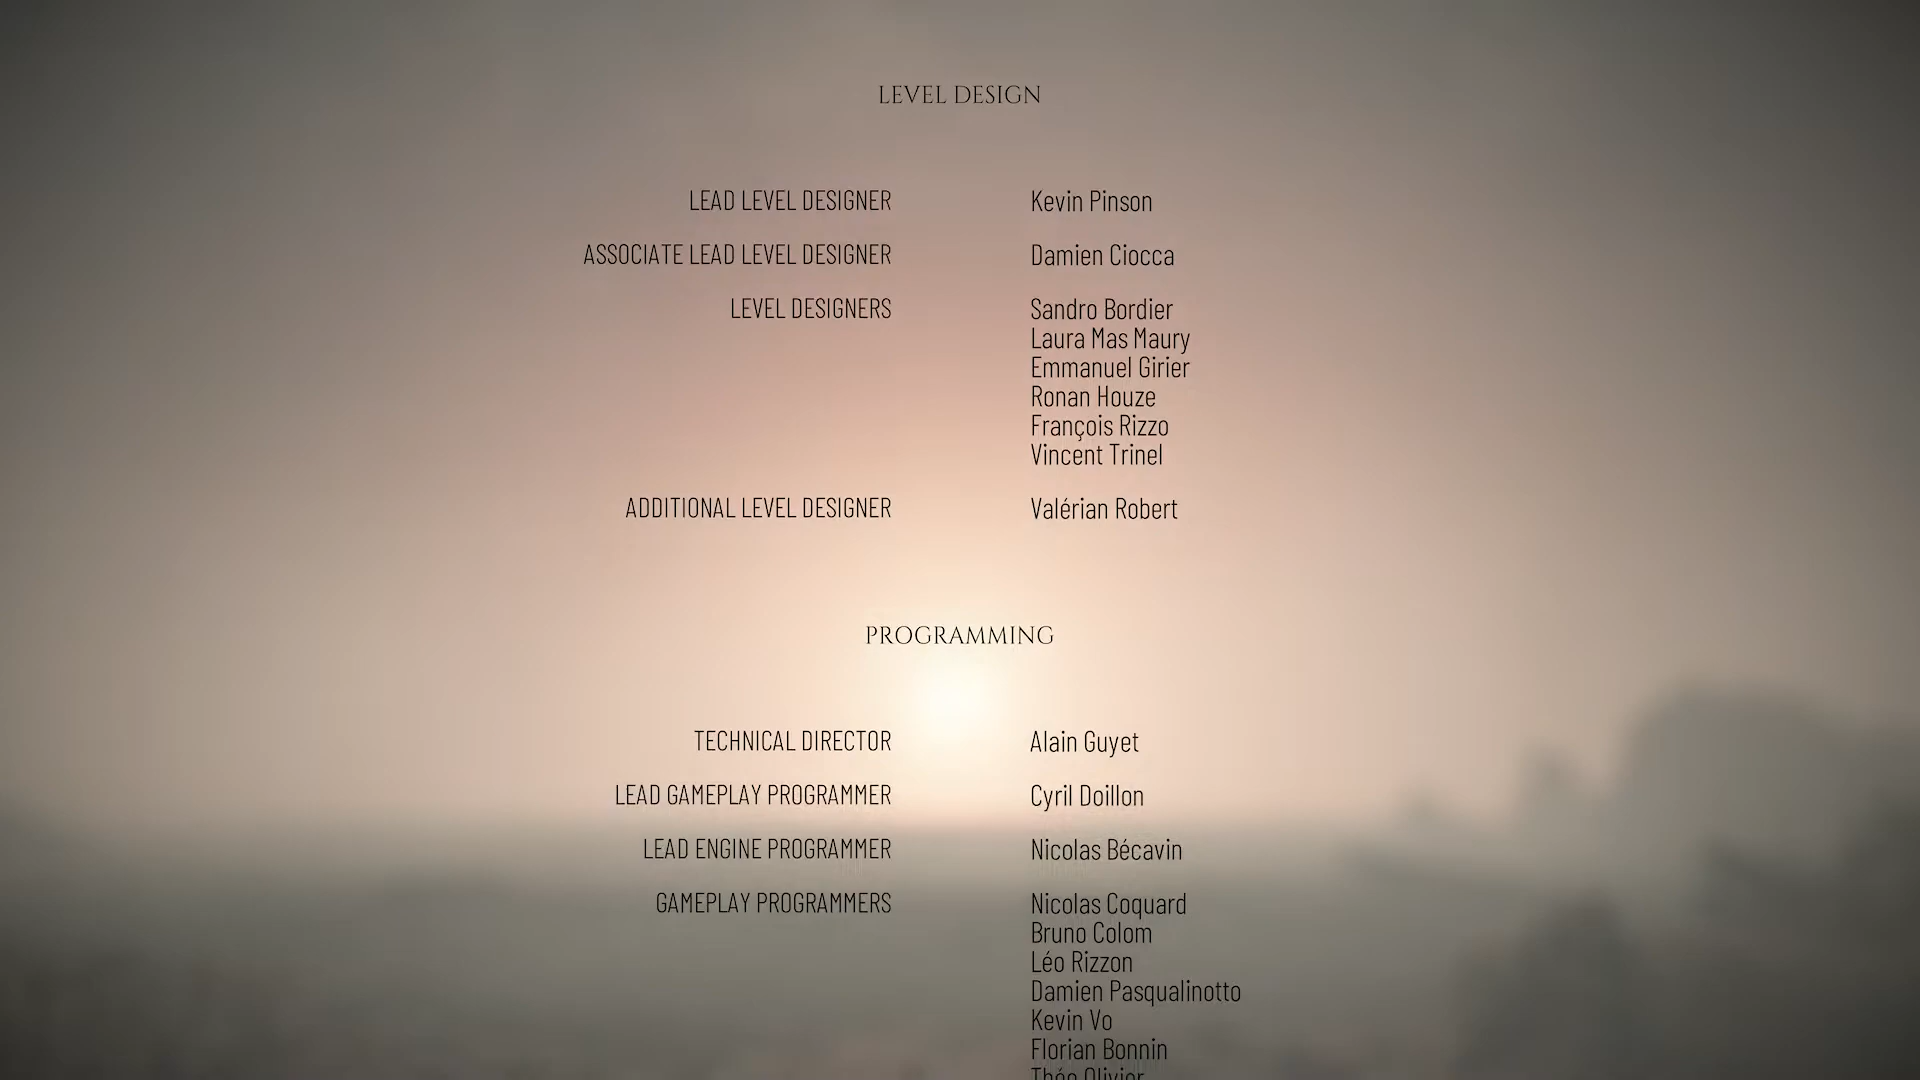 LEVEL DESIGN
LEAD LEVEL DESIGNER Kevin Pinson
ASSOCIATE LEAD LEVEL DESIGNER Damien Ciocca
LEVEL DESIGNERS Sandro Bordier
Laura Mas Maury
Emmanuel Girier
Ronan Houze
François Rizzo
Vincent Trinel
ADDITIONAL LEVEL DESIGNER Valérian Robert
PROGRAMMING
TECHNICAL DIRECTOR Alain Guyet
LEAD GAMEPLAY PROGRAMMER Cyril Doillon
LEAD ENGINE PROGRAMMER Nicolas Bécavin
GAMEPLAY PROGRAMMERS Nicolas Coquard
Bruno Colom
Léo Rizzon
Damien Pasqualinotto
Kevin Vo
Florian Bonnin
Théo Olivier